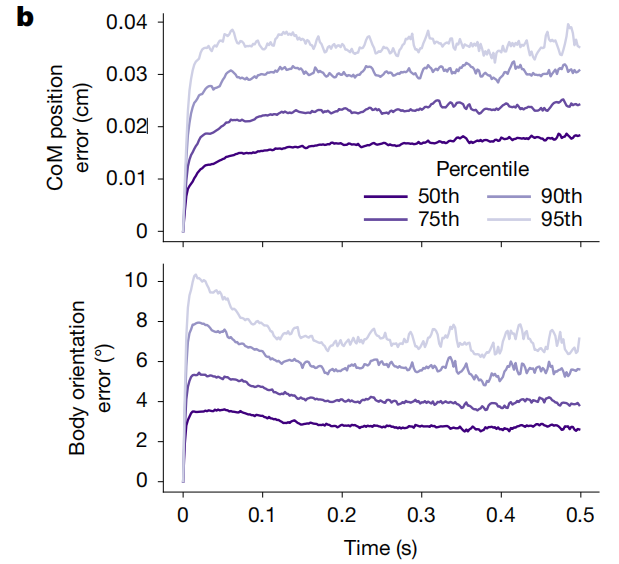 b
CoM position
error (cm)
0.04
0.03
0.02
0.01
0
Percentile
50th 90th
75th 95th
Body orientation
error (°)
10
8
6
4
2
0
0 0.1 0.2 0.3 0.4 0.5
Time (s)